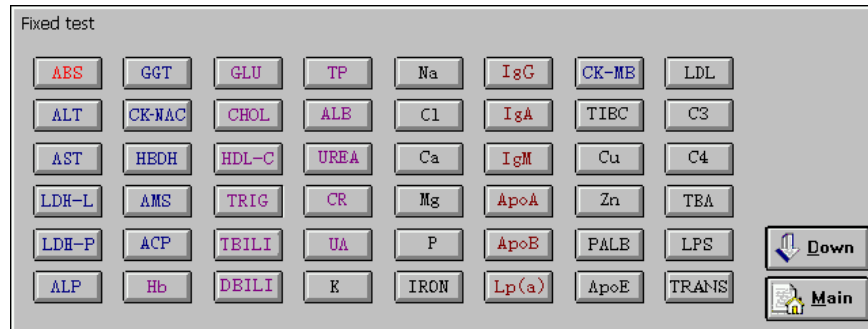 Fixed test
ABS GGT GLU TP Na IgG CK-MB LDL
ALT CK-NAC CHOL ALB Cl IgA TIBC C3
AST HBDH HDL-C UREA Ca IgM Cu C4
LDH-L AMS TRIG CR Mg ApoA Zn TBA
LDH-P ACP TBILI UA P ApoB PALB LPS
Down
ALP Hb DBILI K IRON Lp(a) ApoE TRANS
Main